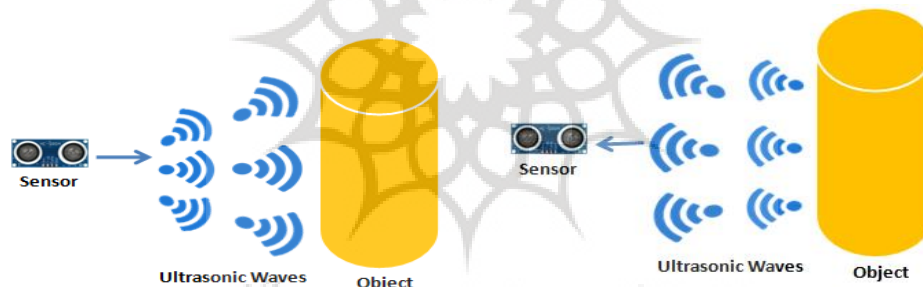 Sensor
Ultrasonic Waves
Object
Sensor
Ultrasonic Waves
Object